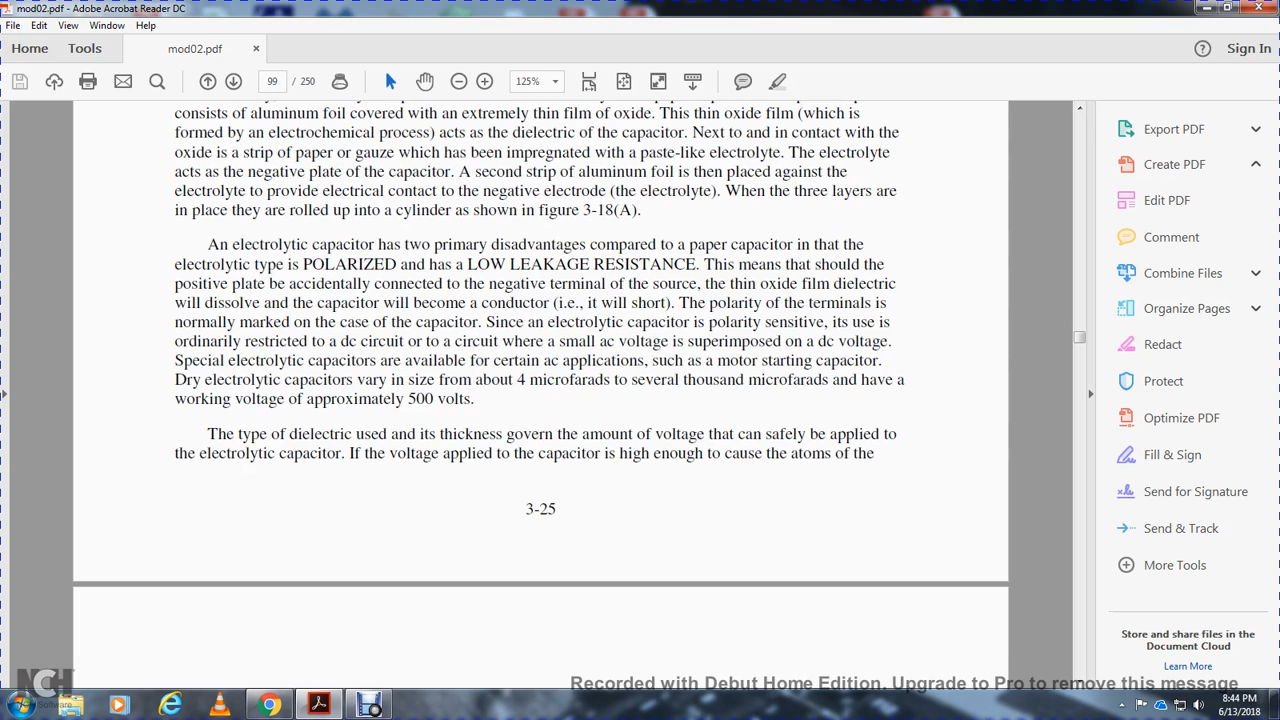 mod02.pdf - Adobe Acrobat Reader DC
File Edit View Window Help
Home Tools mod02.pdf × Sign In
99 / 250 125%
consists of aluminum foil covered with an extremely thin film of oxide. This thin oxide film (which is
formed by an electrochemical process) acts as the dielectric of the capacitor. Next to and in contact with the
oxide is a strip of paper or gauze which has been impregnated with a paste-like electrolyte. The electrolyte
acts as the negative plate of the capacitor. A second strip of aluminum foil is then placed against the
electrolyte to provide electrical contact to the negative electrode (the electrolyte). When the three layers are
in place they are rolled up into a cylinder as shown in figure 3-18(A).
An electrolytic capacitor has two primary disadvantages compared to a paper capacitor in that the
electrolytic type is POLARIZED and has a LOW LEAKAGE RESISTANCE. This means that should the
positive plate be accidentally connected to the negative terminal of the source, the thin oxide film dielectric
will dissolve and the capacitor will become a conductor (i.e., it will short). The polarity of the terminals is
normally marked on the case of the capacitor. Since an electrolytic capacitor is polarity sensitive, its use is
ordinarily restricted to a dc circuit or to a circuit where a small ac voltage is superimposed on a dc voltage.
Special electrolytic capacitors are available for certain ac applications, such as a motor starting capacitor.
Dry electrolytic capacitors vary in size from about 4 microfarads to several thousand microfarads and have a
working voltage of approximately 500 volts.
The type of dielectric used and its thickness govern the amount of voltage that can safely be applied to
the electrolytic capacitor. If the voltage applied to the capacitor is high enough to cause the atoms of the
3-25
Export PDF
Create PDF
Edit PDF
Comment
Combine Files
Organize Pages
Redact
Protect
Optimize PDF
Fill & Sign
Send for Signature
Send & Track
More Tools
Store and share files in the
Document Cloud
Learn More
NCH
Software
Recorded with Debut Home Edition. Upgrade to Pro to remove this message
8:44 PM
6/13/2018